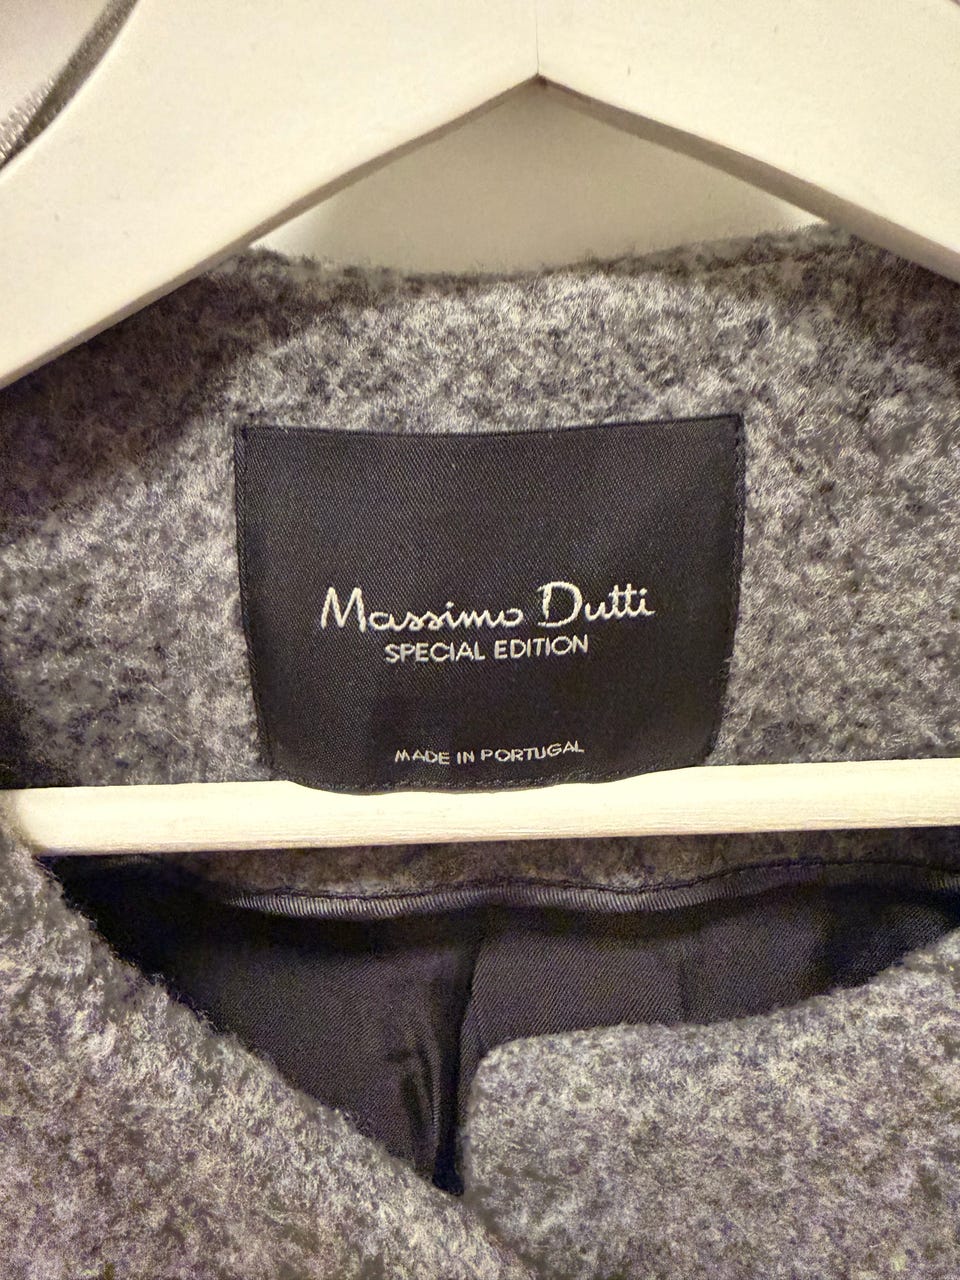 Massimo Dutti
SPECIAL EDITION
MADE IN PORTUGAL